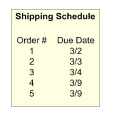 Shipping Schedule
Order # Due Date
1 3/2
2 3/3
3 3/4
4 3/9
5 3/9